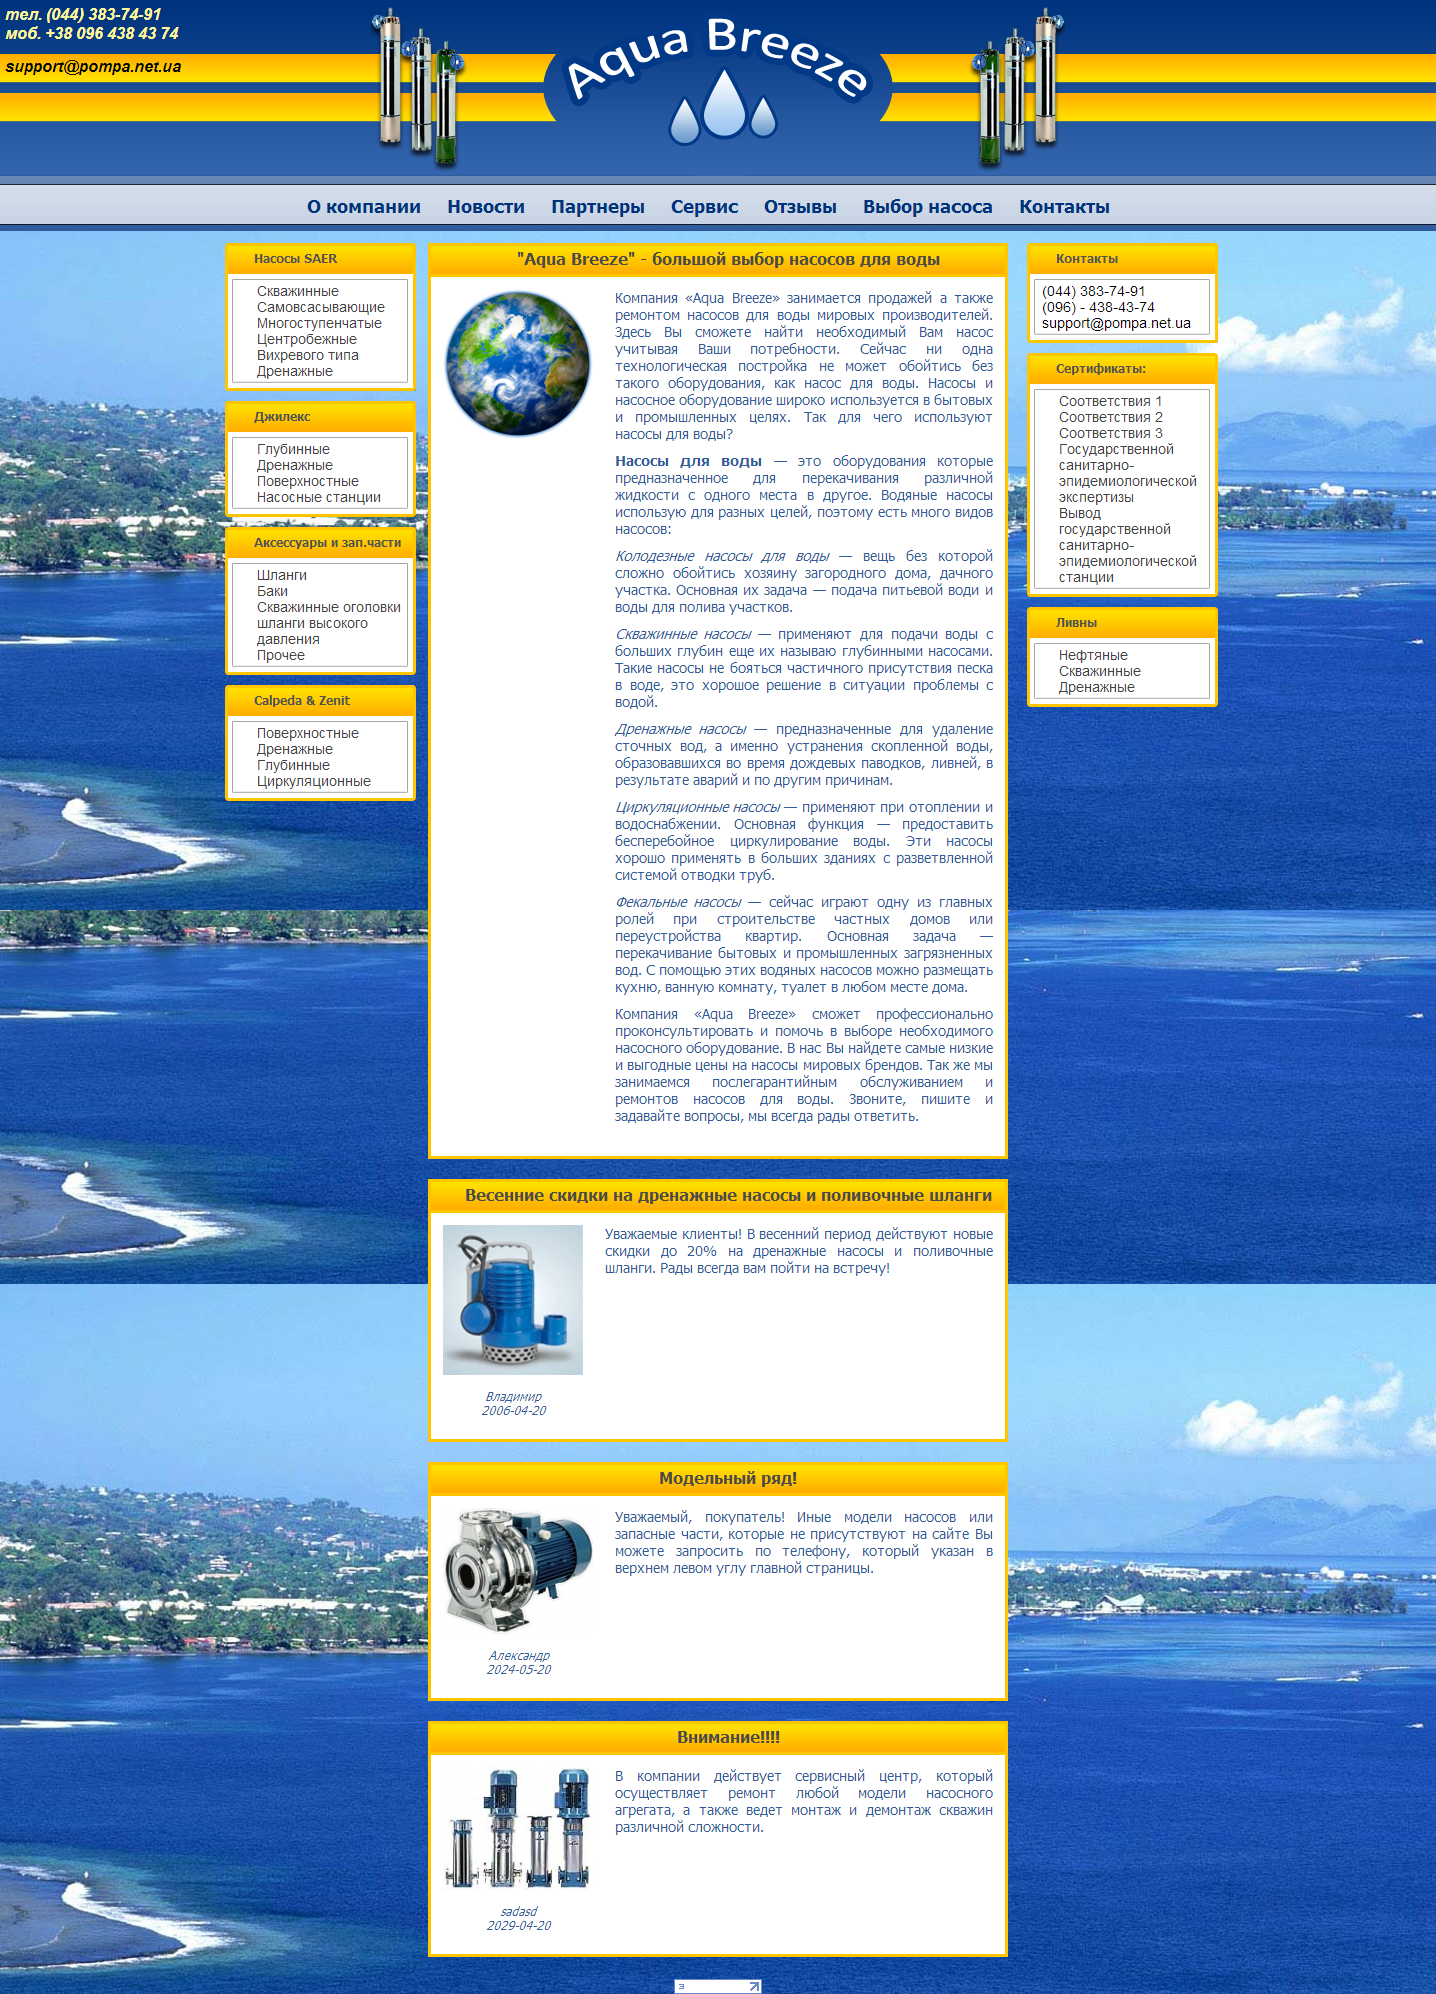 тел. (044) 383-74-91
моб. +38 096 438 43 74
support@pompa.net.ua
Aqua Breeze
О компании Новости Партнеры Сервис Отзывы Выбор насоса Контакты
Насосы SAER
Скважинные
Самовсасывающие
Многоступенчатые
Центробежные
Вихревого типа
Дренажные
Джилекс
Глубинные
Дренажные
Поверхностные
Насосные станции
Аксессуары и зап.части
Шланги
Баки
Скважинные оголовки
шланги высокого
давления
Прочее
Calpeda & Zenit
Поверхностные
Дренажные
Глубинные
Циркуляционные
"Aqua Breeze" - большой выбор насосов для воды
Компания «Aqua Breeze» занимается продажей а также
ремонтом насосов для воды мировых производителей.
Здесь Вы сможете найти необходимый Вам насос
учитывая Ваши потребности. Сейчас ни одна
технологическая постройка не может обойтись без
такого оборудования, как насос для воды. Насосы и
насосное оборудование широко используется в бытовых
и промышленных целях. Так для чего используют
насосы для воды?
Насосы для воды — это оборудования которые
предназначенное для перекачивания различной
жидкости с одного места в другое. Водяные насосы
использую для разных целей, поэтому есть много видов
насосов:
Колодезные насосы для воды — вещь без которой
сложно обойтись хозяину загородного дома, дачного
участка. Основная их задача — подача питьевой води и
воды для полива участков.
Скважинные насосы — применяют для подачи воды с
больших глубин еще их называю глубинными насосами.
Такие насосы не бояться частичного присутствия песка
в воде, это хорошое решение в ситуации проблемы с
водой.
Дренажные насосы — предназначенные для удаление
сточных вод, а именно устранения скопленной воды,
образовавшихся во время дождевых паводков, ливней, в
результате аварий и по другим причинам.
Циркуляционные насосы — применяют при отоплении и
водоснабжении. Основная функция — предоставить
бесперебойное циркулирование воды. Эти насосы
хорошо применять в больших зданиях с разветвленной
системой отводки труб.
Фекальные насосы — сейчас играют одну из главных
ролей при строительстве частных домов или
переустройства квартир. Основная задача —
перекачивание бытовых и промышленных загрязненных
вод. С помощью этих водяных насосов можно размещать
кухню, ванную комнату, туалет в любом месте дома.
Компания «Aqua Breeze» сможет профессионально
проконсультировать и помочь в выборе необходимого
насосного оборудование. В нас Вы найдете самые низкие
и выгодные цены на насосы мировых брендов. Так же мы
занимаемся послегарантийным обслуживанием и
ремонтов насосов для воды. Звоните, пишите и
задавайте вопросы, мы всегда рады ответить.
Весенние скидки на дренажные насосы и поливочные шланги
Уважаемые клиенты! В весенний период действуют новые
скидки до 20% на дренажные насосы и поливочные
шланги. Рады всегда вам пойти на встречу!
Владимир
2006-04-20
Модельный ряд!
Уважаемый, покупатель! Иные модели насосов или
запасные части, которые не присутствуют на сайте Вы
можете запросить по телефону, который указан в
верхнем левом углу главной страницы.
Александр
2024-05-20
Внимание!!!!
В компании действует сервисный центр, который
осуществляет ремонт любой модели насосного
агрегата, а также ведет монтаж и демонтаж скважин
различной сложности.
sadasd
2029-04-20
Контакты
(044) 383-74-91
(096) - 438-43-74
support@pompa.net.ua
Сертификаты:
Соответствия 1
Соответствия 2
Соответствия 3
Государственной
санитарно-
эпидемиологической
экспертизы
Вывод
государственной
санитарно-
эпидемиологической
станции
Ливны
Нефтяные
Скважинные
Дренажные